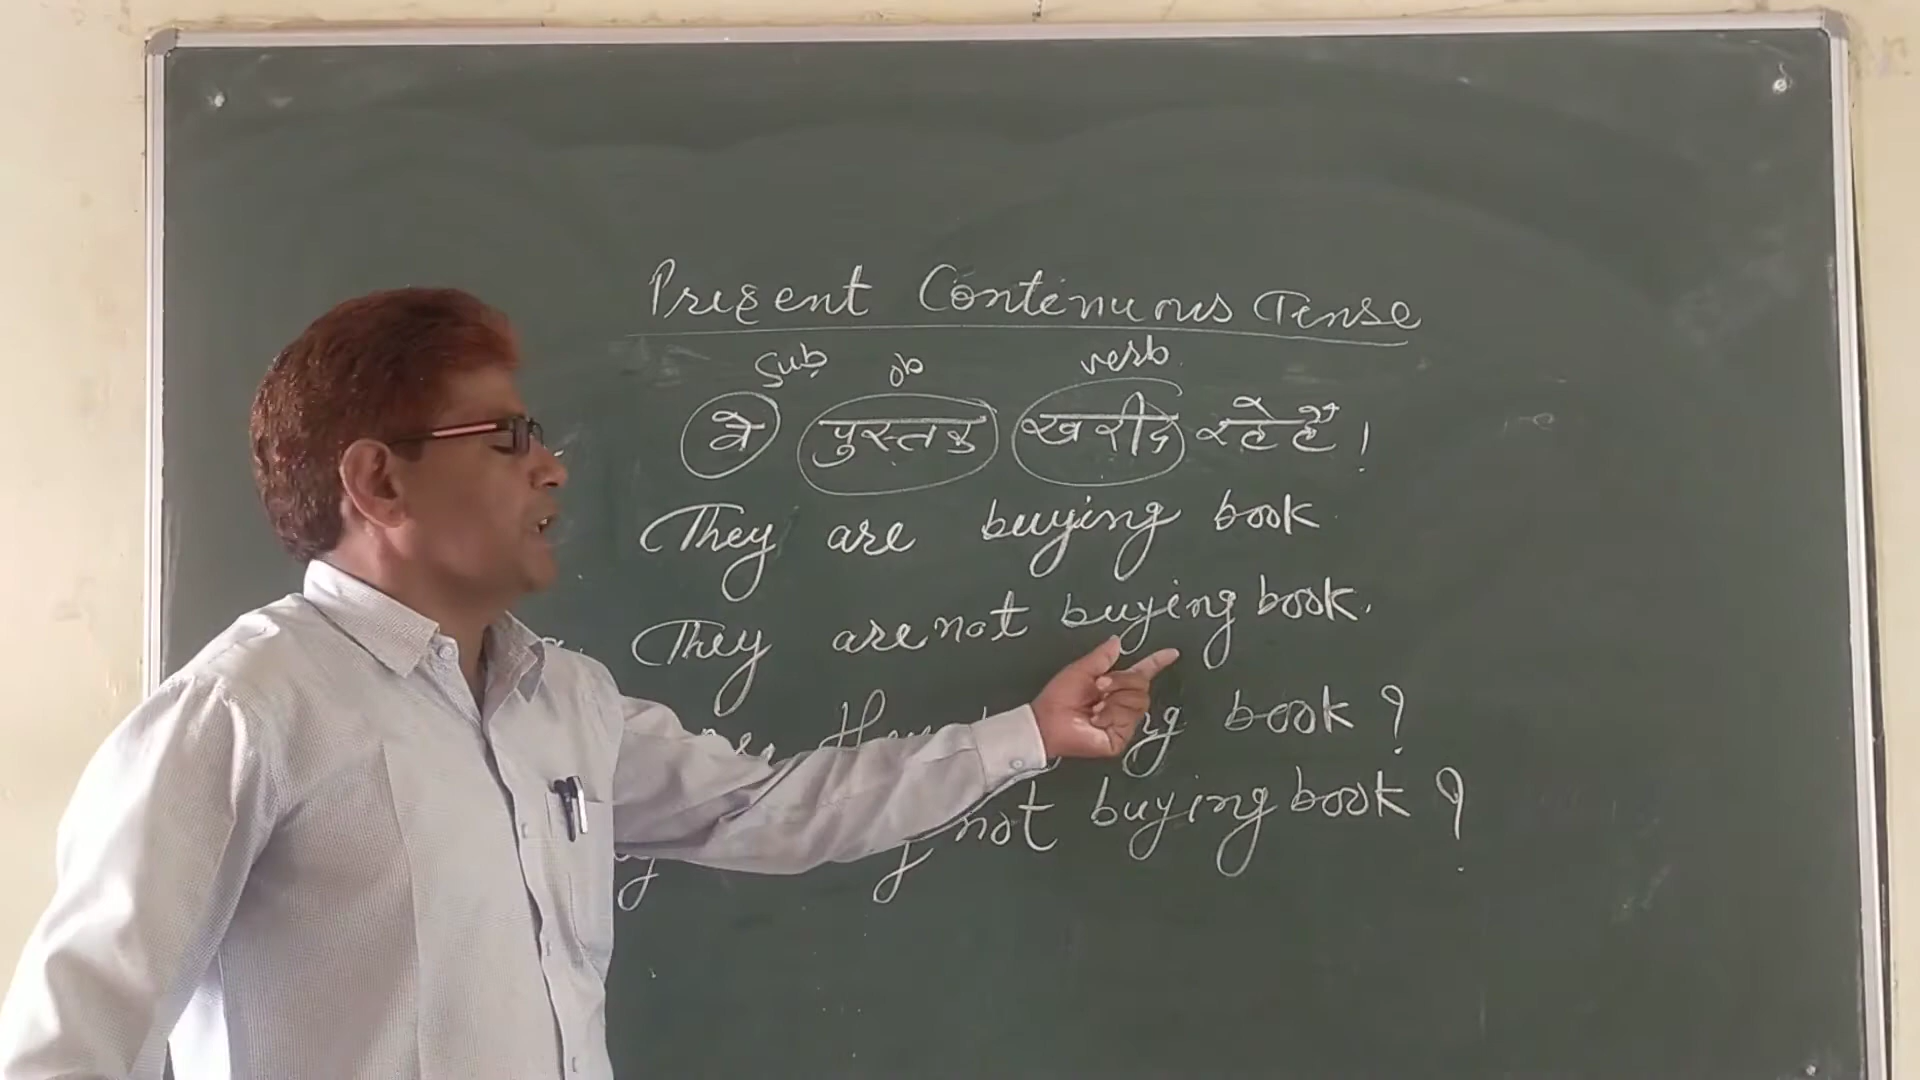 Present Continuous Tense
Sub ob verb
वे पुस्तक खरीद रहे हैं !
They are buying book
They are not buying book.
book ?
not buying book ?